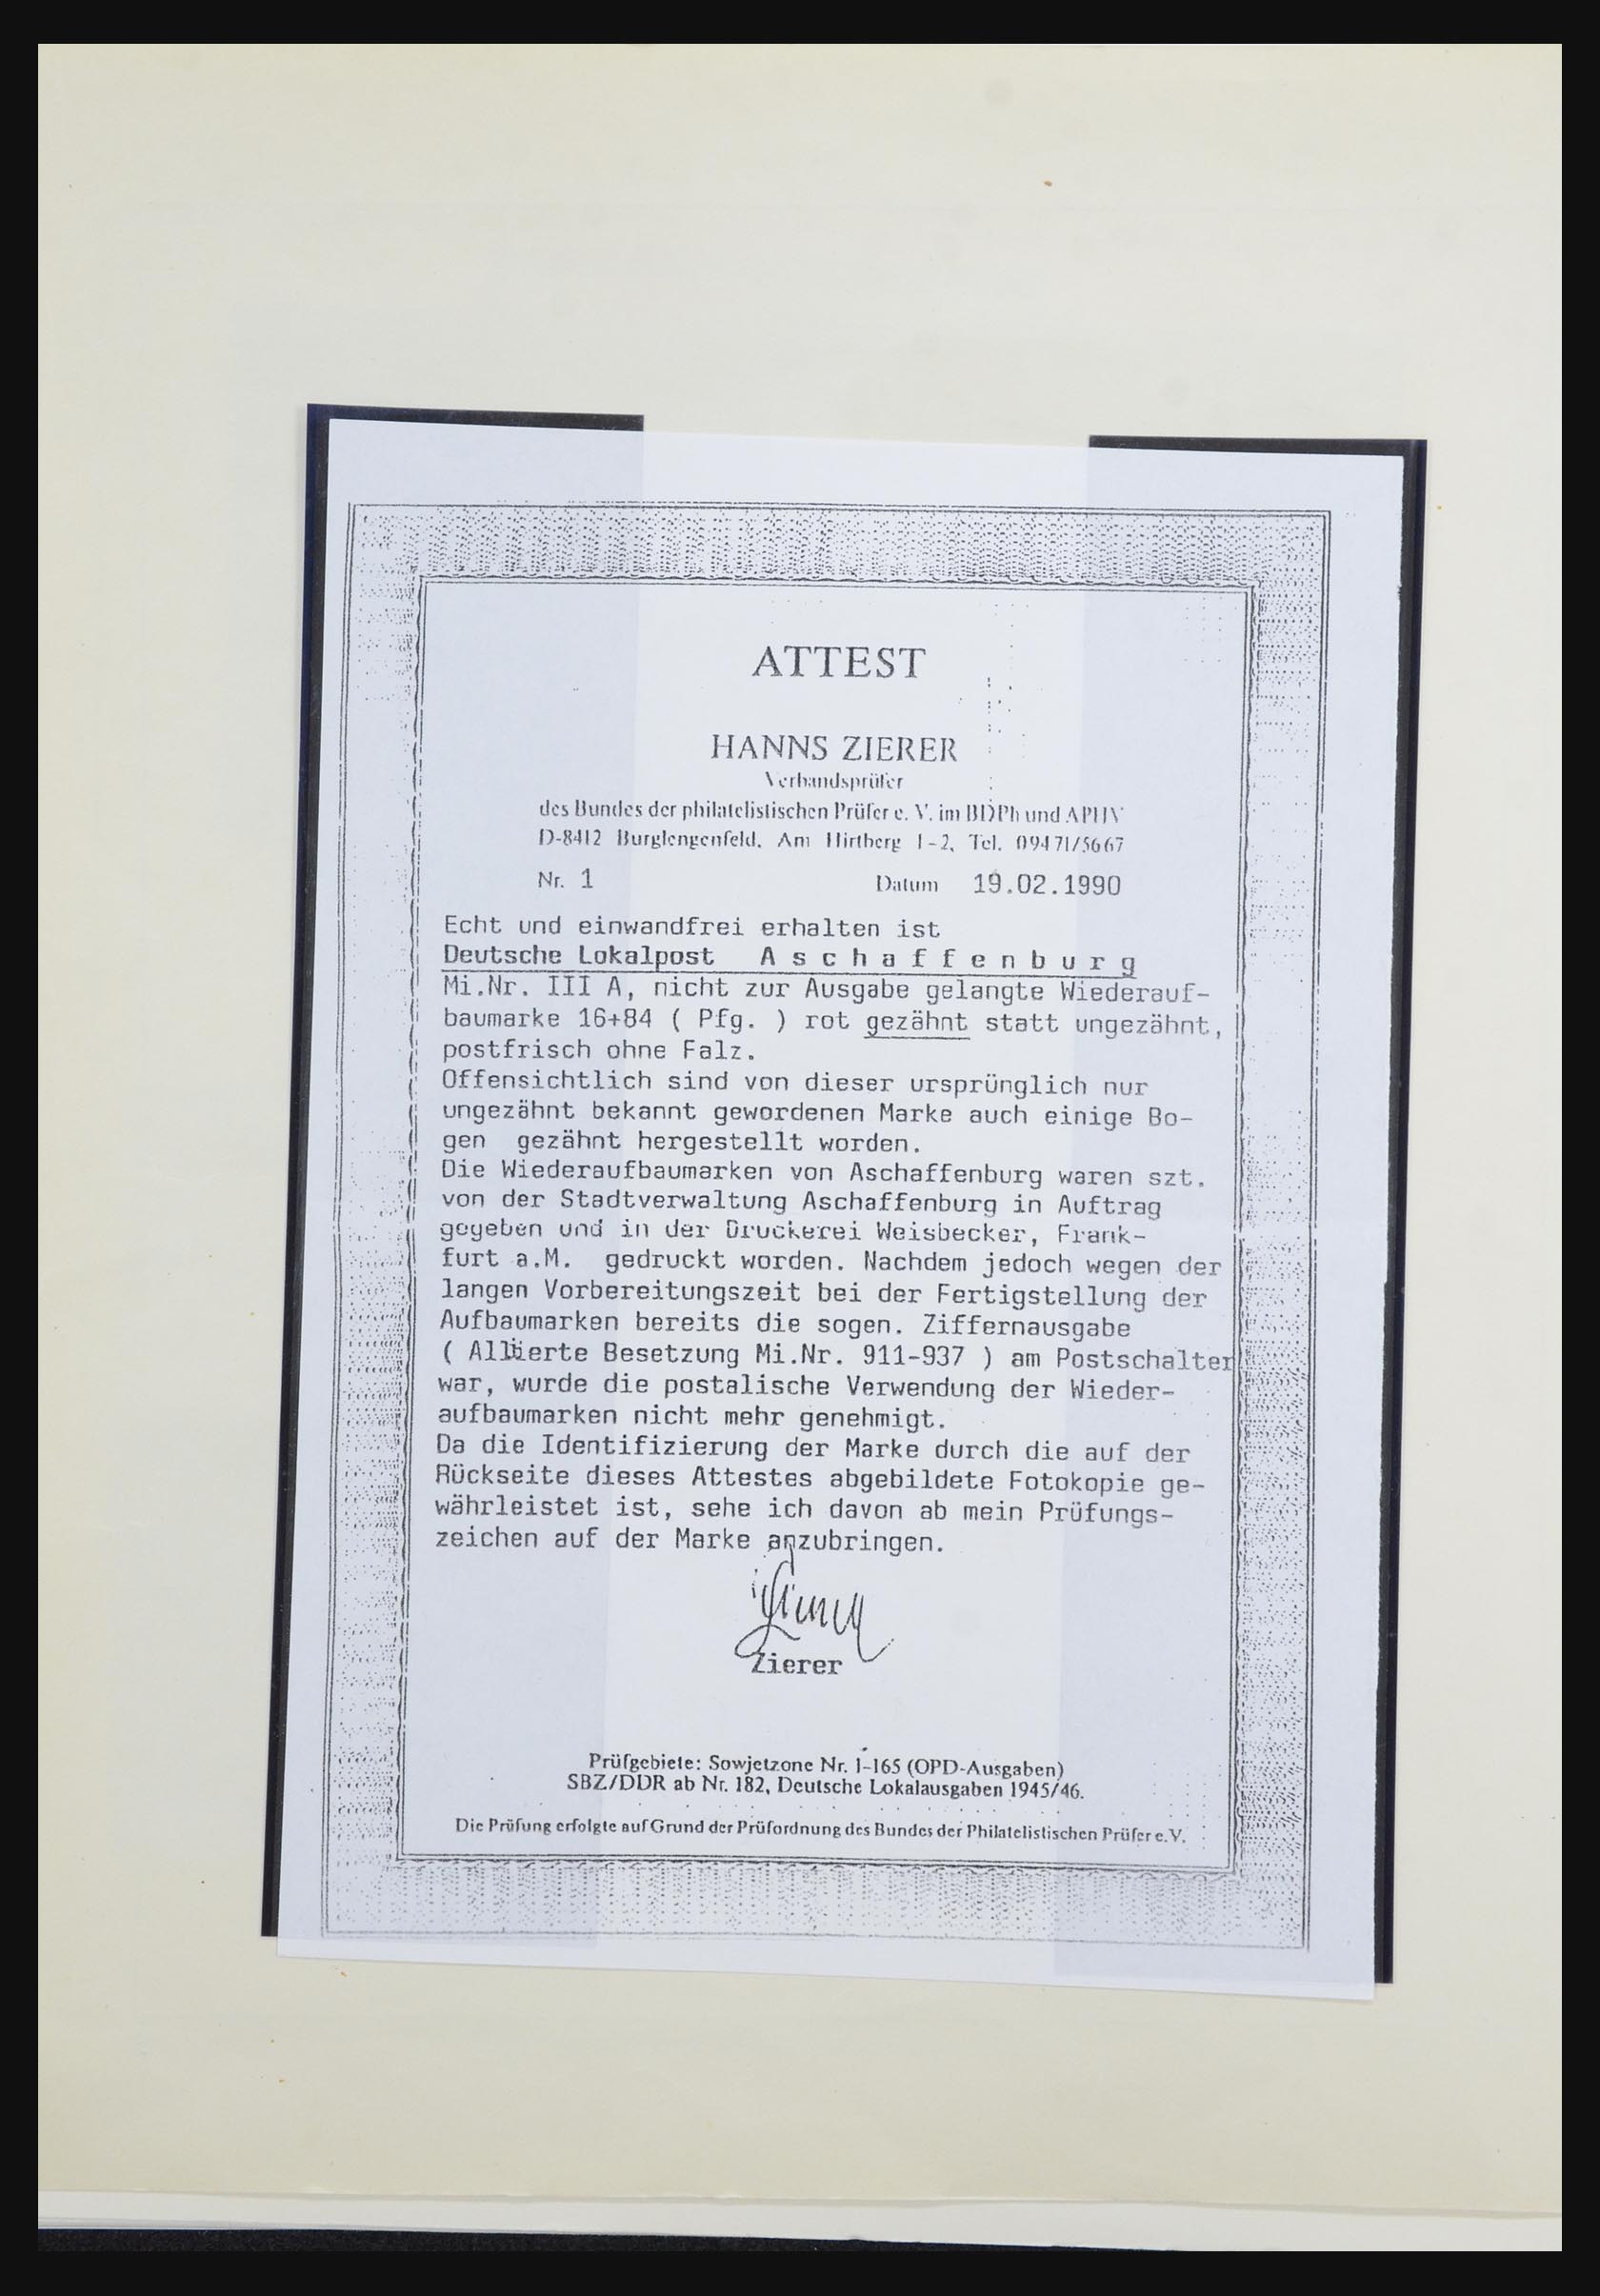 ATTEST
HANNS ZIERER
Verbandsprüfer
des Bundes der philatelistischen Prüfer e. V. im BDPh und APHV
D-8412 Burglengenfeld, Am Hirtberg 1-2, Tel. 09471/5667
Nr. 1 Datum 19.02.1990
Echt und einwandfrei erhalten ist
Deutsche Lokalpost A s c h a f f e n b u r g
Mi.Nr. III A, nicht zur Ausgabe gelangte Wiederauf-
baumarke 16+84 ( Pfg. ) rot gezähnt statt ungezähnt,
postfrisch ohne Falz.
Offensichtlich sind von dieser ursprünglich nur
ungezähnt bekannt gewordenen Marke auch einige Bo-
gen gezähnt hergestellt worden.
Die Wiederaufbaumarken von Aschaffenburg waren szt.
von der Stadtverwaltung Aschaffenburg in Auftrag
gegeben und in der Druckerei Weisbecker, Frank-
furt a.M. gedruckt worden. Nachdem jedoch wegen der
langen Vorbereitungszeit bei der Fertigstellung der
Aufbaumarken bereits die sogen. Ziffernausgabe
( Alliierte Besetzung Mi.Nr. 911-937 ) am Postschalter
war, wurde die postalische Verwendung der Wieder-
aufbaumarken nicht mehr genehmigt.
Da die Identifizierung der Marke durch die auf der
Rückseite dieses Attestes abgebildete Fotokopie ge-
währleistet ist, sehe ich davon ab mein Prüfungs-
zeichen auf der Marke anzubringen.
Zierer
Prüfgebiete: Sowjetzone Nr. 1-165 (OPD-Ausgaben)
SBZ/DDR ab Nr. 182, Deutsche Lokalausgaben 1945/46.
Die Prüfung erfolgte auf Grund der Prüfordnung des Bundes der Philatelistischen Prüfer e.V.